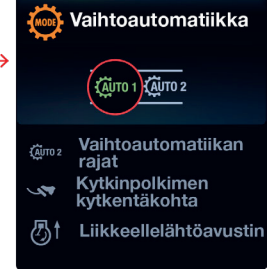 MODE Vaihtoautomatiikka
AUTO 1 AUTO 2
AUTO 2 Vaihtoautomatiikan
rajat
Kytkinpolkimen
kytkentäkohta
Liikkeellelähtöavustin